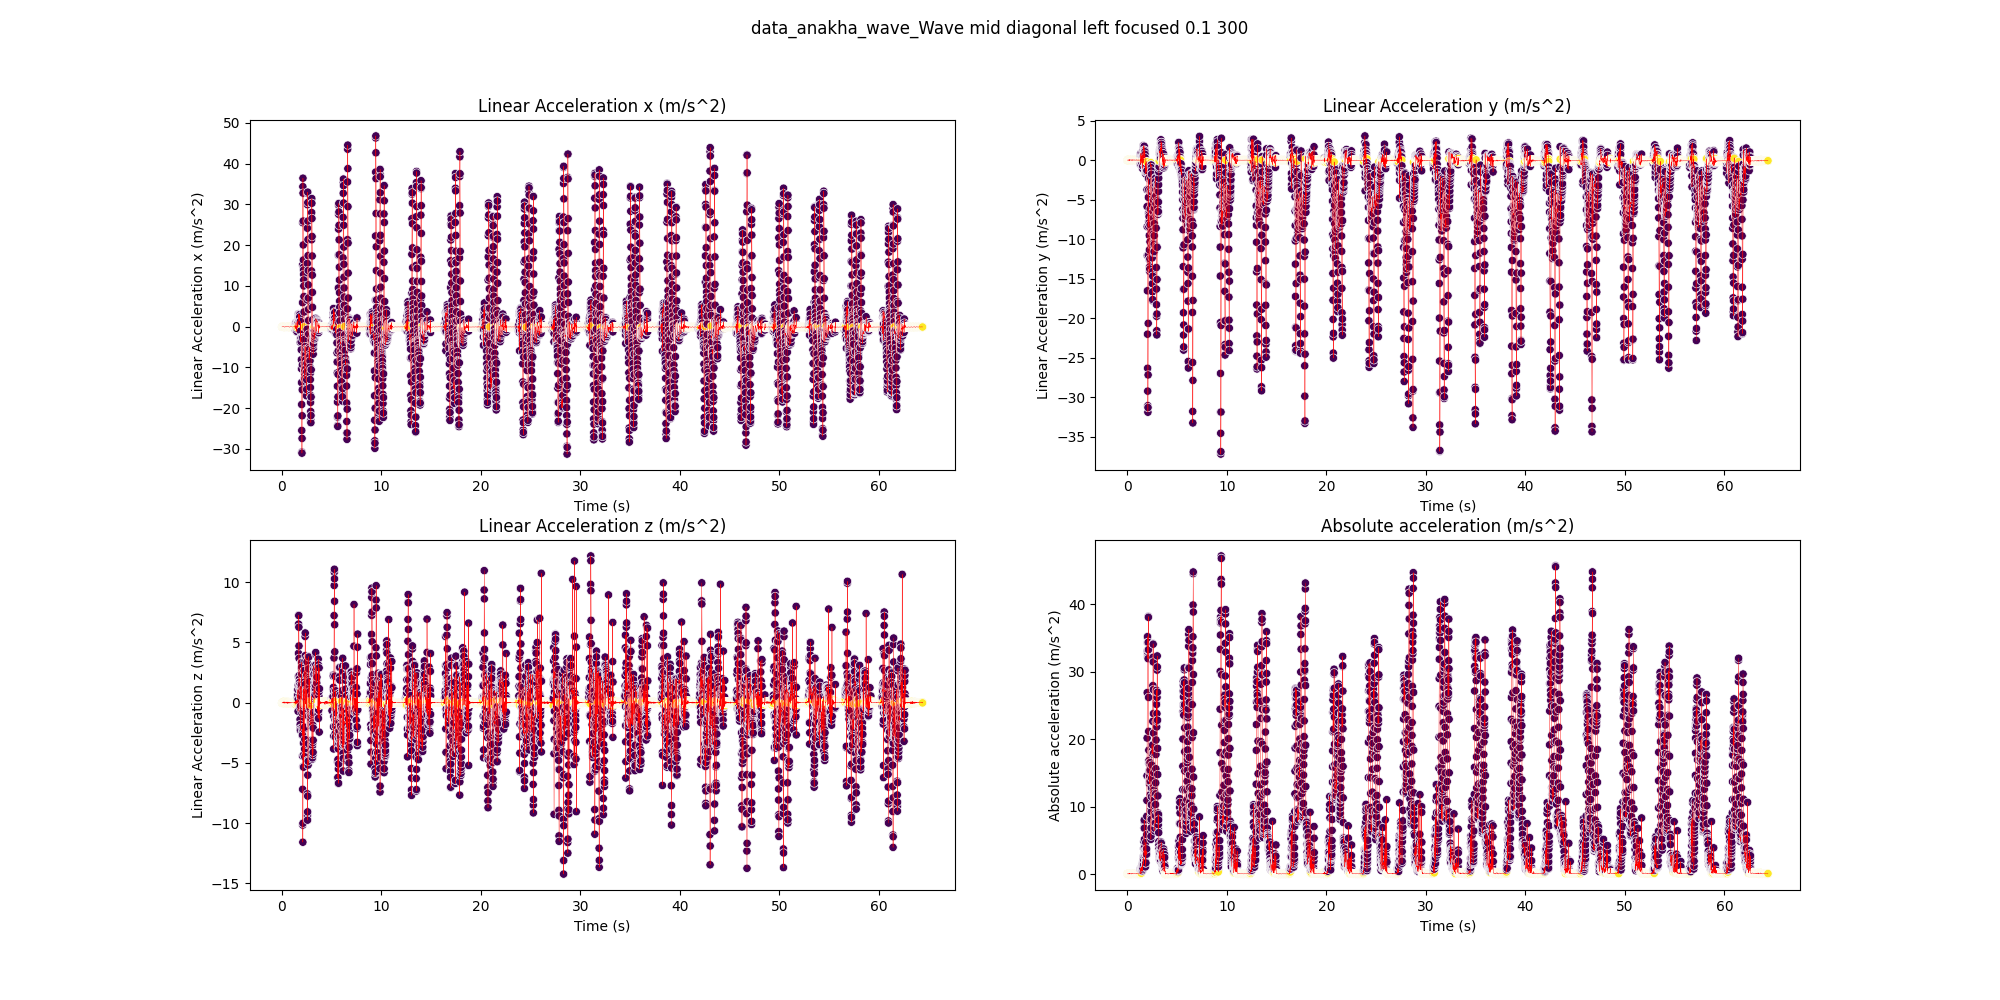 data_anakha_wave_Wave mid diagonal left focused 0.1 300
Linear Acceleration x (m/s^2)
Linear Acceleration x (m/s^2)
50
40
30
20
10
0
−10
−20
−30
0 10 20 30 40 50 60
Time (s)
Linear Acceleration y (m/s^2)
Linear Acceleration y (m/s^2)
5
0
−5
−10
−15
−20
−25
−30
−35
0 10 20 30 40 50 60
Time (s)
Linear Acceleration z (m/s^2)
Linear Acceleration z (m/s^2)
10
5
0
−5
−10
−15
0 10 20 30 40 50 60
Time (s)
Absolute acceleration (m/s^2)
Absolute acceleration (m/s^2)
40
30
20
10
0
0 10 20 30 40 50 60
Time (s)